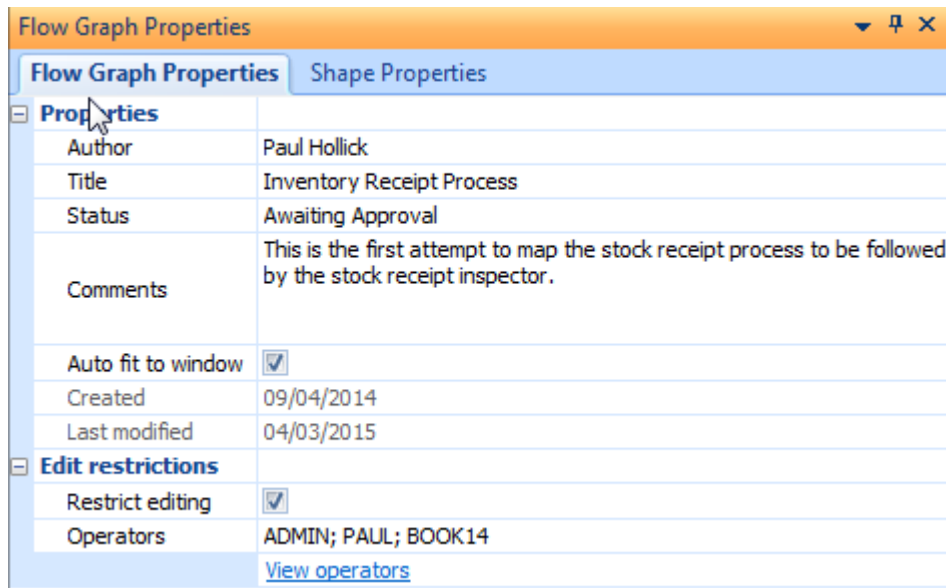 Flow Graph Properties
Flow Graph Properties Shape Properties
Properties
Author Paul Hollick
Title Inventory Receipt Process
Status Awaiting Approval
Comments This is the first attempt to map the stock receipt process to be followed
by the stock receipt inspector.
Auto fit to window
Created 09/04/2014
Last modified 04/03/2015
Edit restrictions
Restrict editing
Operators ADMIN; PAUL; BOOK14
View operators